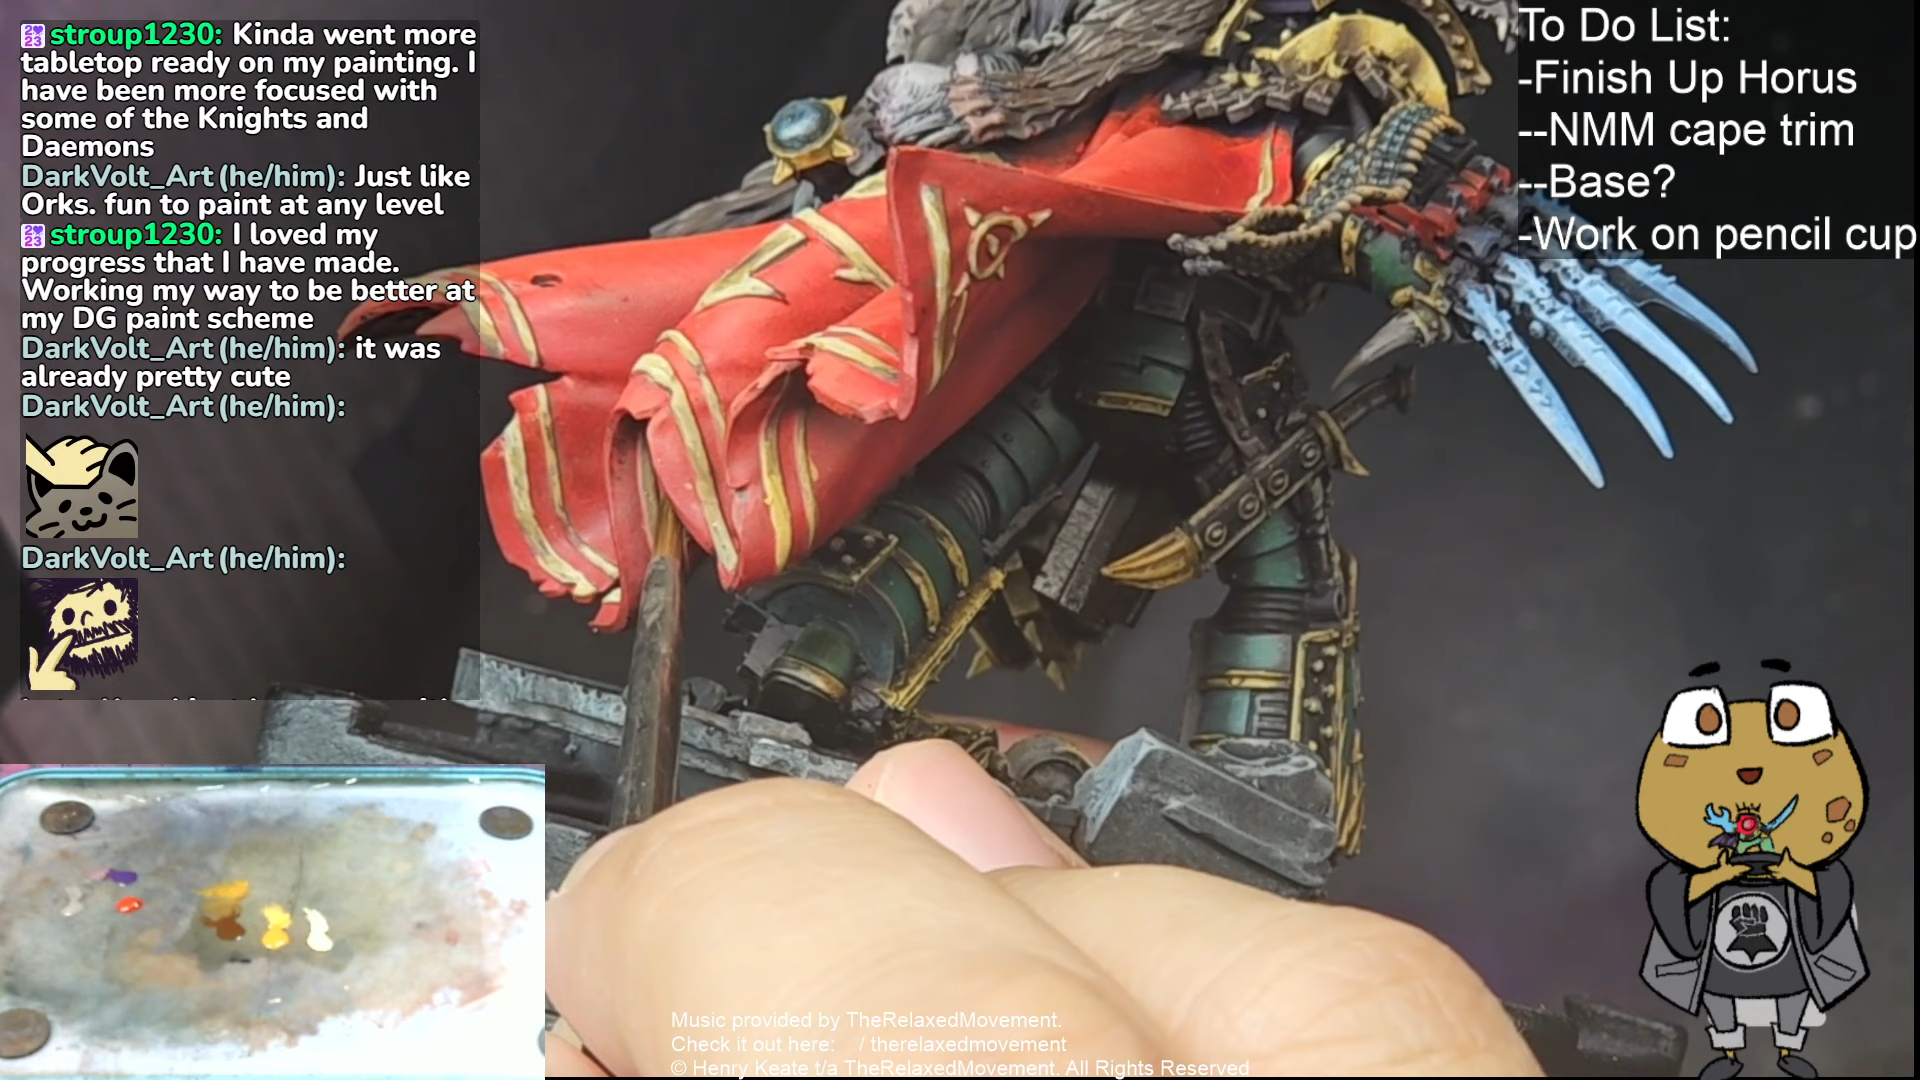 stroup1230: Kinda went more
tabletop ready on my painting. I
have been more focused with
some of the Knights and
Daemons
DarkVolt_Art (he/him): Just like
Orks. fun to paint at any level
stroup1230: I loved my
progress that I have made.
Working my way to be better at
my DG paint scheme
DarkVolt_Art (he/him): it was
already pretty cute
DarkVolt_Art (he/him):
DarkVolt_Art (he/him):
To Do List:
-Finish Up Horus
--NMM cape trim
--Base?
-Work on pencil cup
Music provided by TheRelaxedMovement.
Check it out here: / therelaxedmovement
© Henry Keate t/a TheRelaxedMovement. All Rights Reserved